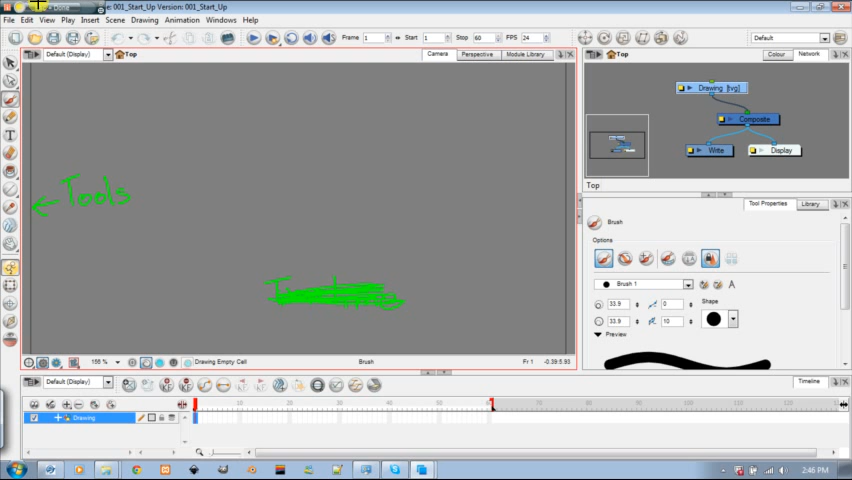 Done
e: 001_Start_Up Version: 001_Start_Up
File Edit View Play Insert Scene Drawing Animation Windows Help
Frame 1 Start 1 Stop 60 FPS 24 Default
Default (Display) Top Camera Perspective Module Library
Top Colour Network
Drawing [tvg]
Composite
Write Display
Top
Tool Properties Library
Brush
Options
Brush 1
33.9 0 Shape
33.9 10
Preview
← Tools
156 % Drawing Empty Cell Brush Fr 1 -0.39:5.93
Default (Display) Timeline
10 20 30 40 50 60 70 80 90 100 110 120
Drawing
2:46 PM